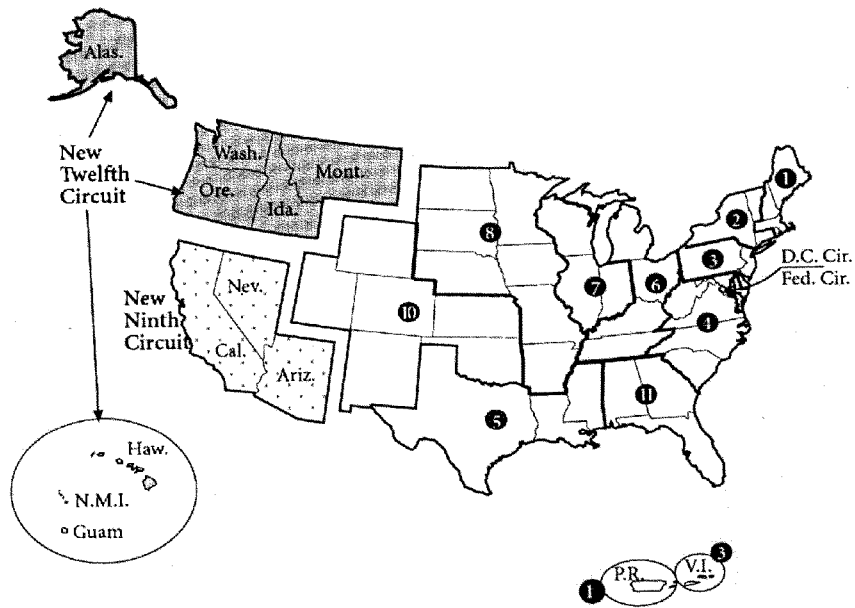 Alas.
New
Twelfth
Circuit
Wash.
Mont.
Ore.
Ida.
New
Ninth
Circuit
Nev.
Cal.
Ariz.
Haw.
N.M.I.
Guam
1
2
3
D.C. Cir.
Fed. Cir.
8
7
6
10
4
11
5
P.R.
1
V.I.
3